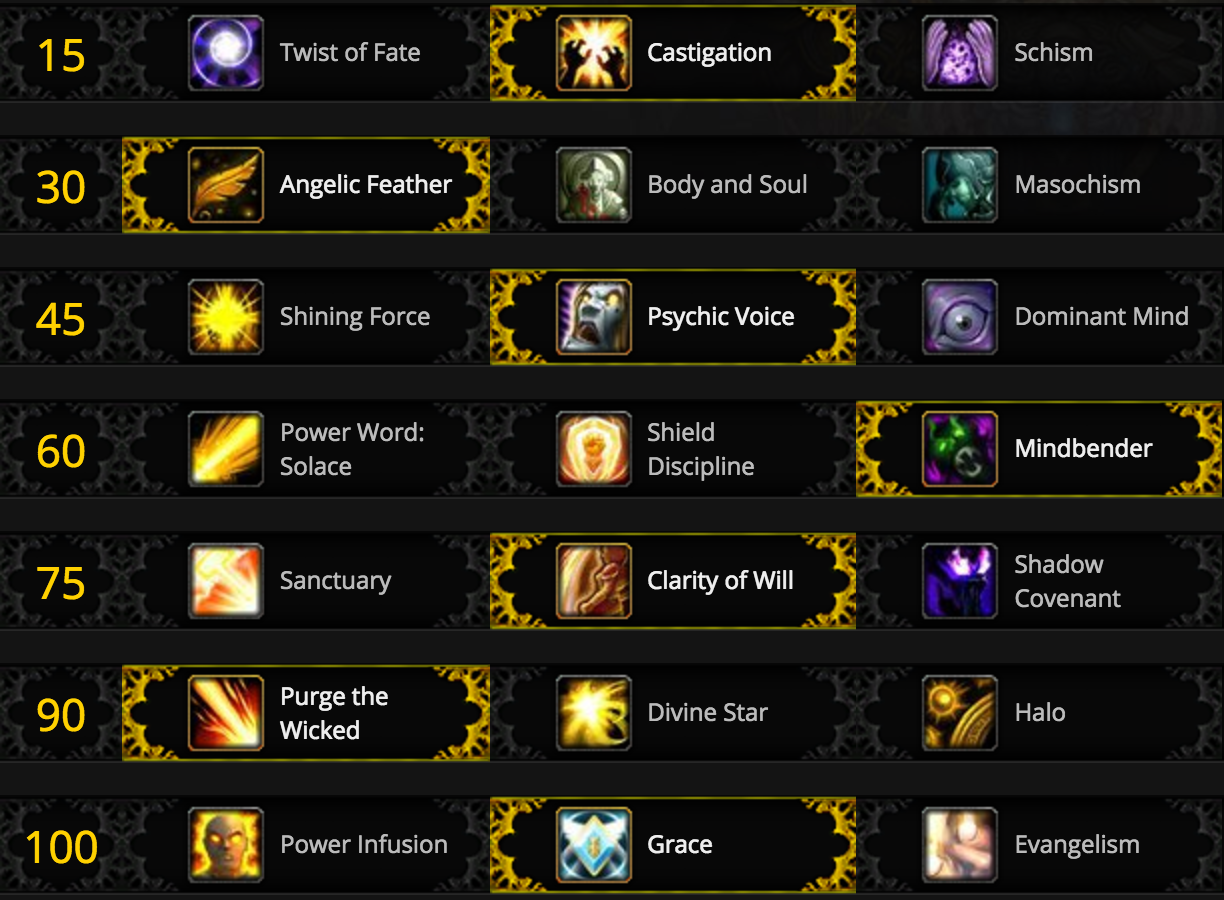 15 Twist of Fate Castigation Schism
30 Angelic Feather Body and Soul Masochism
45 Shining Force Psychic Voice Dominant Mind
60 Power Word: Solace Shield Discipline Mindbender
75 Sanctuary Clarity of Will Shadow Covenant
90 Purge the Wicked Divine Star Halo
100 Power Infusion Grace Evangelism